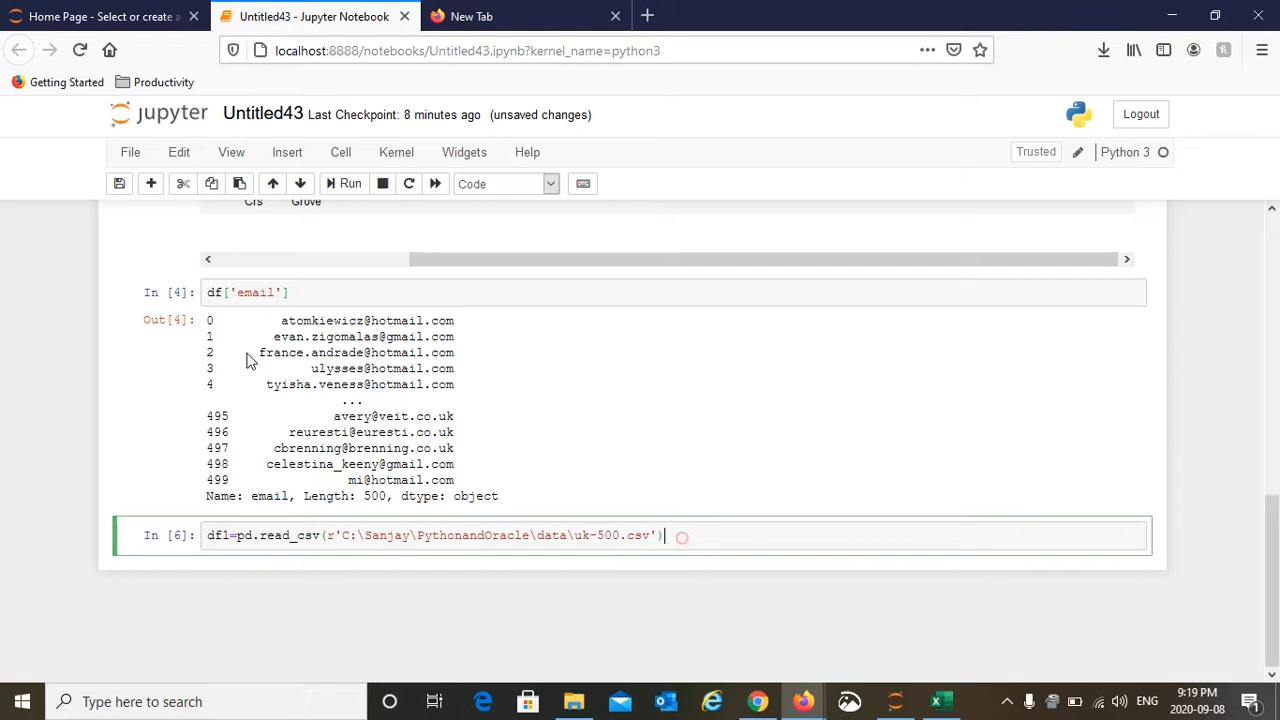 Home Page - Select or create a
Untitled43 - Jupyter Notebook
New Tab
localhost:8888/notebooks/Untitled43.ipynb?kernel_name=python3
Getting Started
Productivity
jupyter
Untitled43
Last Checkpoint: 8 minutes ago
(unsaved changes)
Logout
File
Edit
View
Insert
Cell
Kernel
Widgets
Help
Trusted
Python 3
Run
Code
Crs Grove
In [4]: df['email']
Out[4]: 0 atomkiewicz@hotmail.com
1 evan.zigomalas@gmail.com
2 france.andrade@hotmail.com
3 ulysses@hotmail.com
4 tyisha.veness@hotmail.com
...
495 avery@veit.co.uk
496 reuresti@euresti.co.uk
497 cbrenning@brenning.co.uk
498 celestina_keeny@gmail.com
499 mi@hotmail.com
Name: email, Length: 500, dtype: object
In [6]: df1=pd.read_csv(r'C:\Sanjay\PythonandOracle\data\uk-500.csv')
Type here to search
ENG
9:19 PM
2020-09-08
1